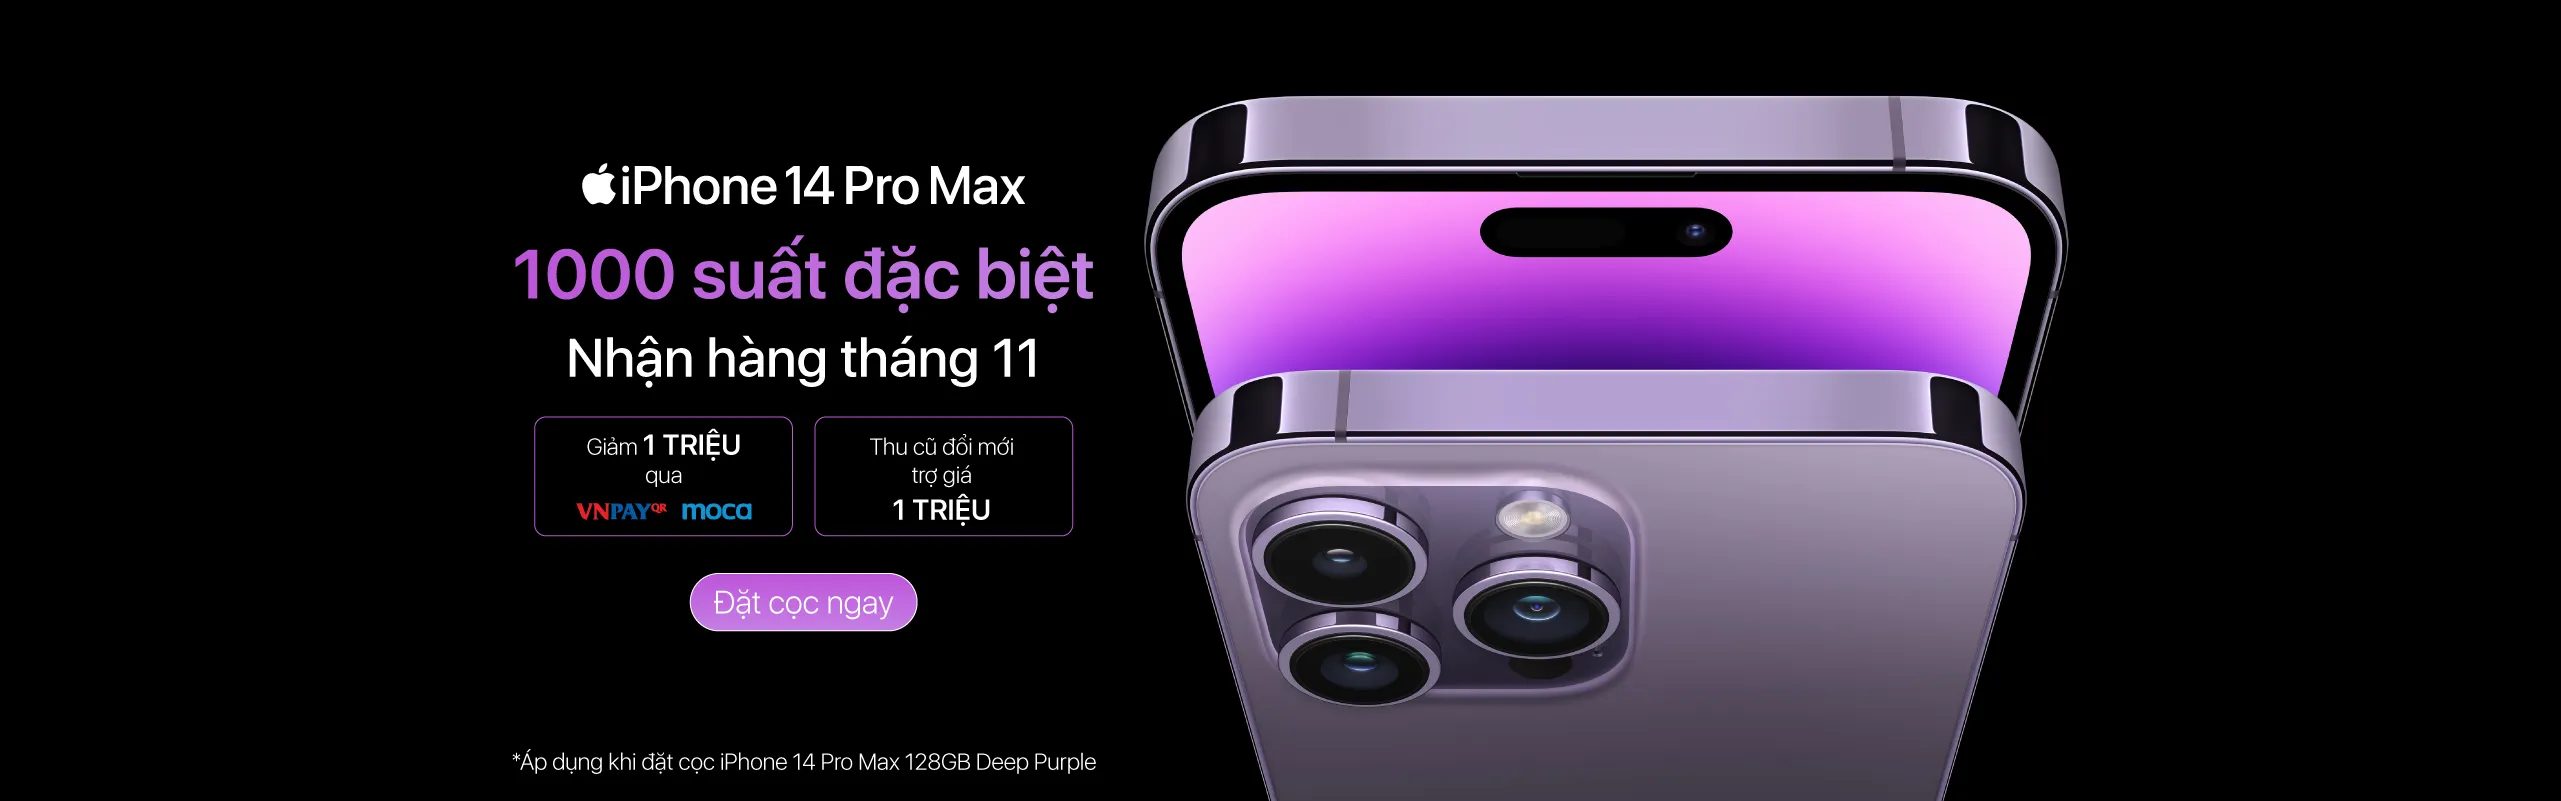 iPhone 14 Pro Max
1000 suất đặc biệt
Nhận hàng tháng 11
Giảm 1 TRIỆU
qua
VNPAYQR moca
Thu cũ đổi mới
trợ giá
1 TRIỆU
Đặt cọc ngay
*Áp dụng khi đặt cọc iPhone 14 Pro Max 128GB Deep Purple